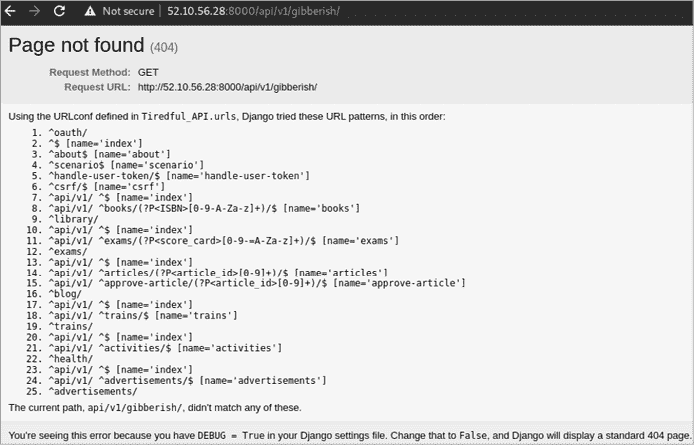 Not secure 52.10.56.28:8000/api/v1/gibberish/
Page not found (404)
Request Method: GET
Request URL: http://52.10.56.28:8000/api/v1/gibberish/
Using the URLconf defined in Tiredful_API.urls, Django tried these URL patterns, in this order:
1. ^oauth/
2. ^$ [name='index']
3. ^about$ [name='about']
4. ^scenario$ [name='scenario']
5. ^handle-user-token/$ [name='handle-user-token']
6. ^csrf/$ [name='csrf']
7. ^api/v1/ ^$ [name='index']
8. ^api/v1/ ^books/(?P<ISBN>[0-9-A-Za-z]+)/$ [name='books']
9. ^library/
10. ^api/v1/ ^$ [name='index']
11. ^api/v1/ ^exams/(?P<score_card>[0-9-=A-Za-z]+)/$ [name='exams']
12. ^exams/
13. ^api/v1/ ^$ [name='index']
14. ^api/v1/ ^articles/(?P<article_id>[0-9]+)/$ [name='articles']
15. ^api/v1/ ^approve-article/(?P<article_id>[0-9]+)/$ [name='approve-article']
16. ^blog/
17. ^api/v1/ ^$ [name='index']
18. ^api/v1/ ^trains/$ [name='trains']
19. ^trains/
20. ^api/v1/ ^$ [name='index']
21. ^api/v1/ ^activities/$ [name='activities']
22. ^health/
23. ^api/v1/ ^$ [name='index']
24. ^api/v1/ ^advertisements/$ [name='advertisements']
25. ^advertisements/
The current path, api/v1/gibberish/, didn't match any of these.
You're seeing this error because you have DEBUG = True in your Django settings file. Change that to False, and Django will display a standard 404 page.